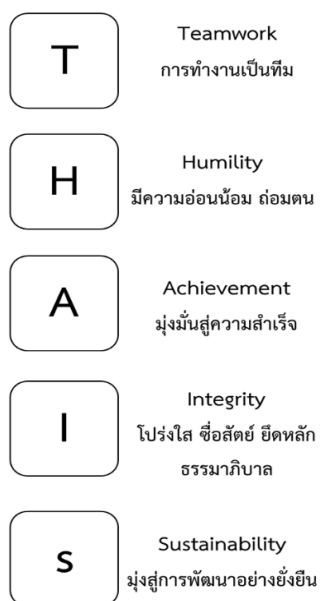 T
Teamwork
การทำงานเป็นทีม
H
Humility
มีความอ่อนน้อม ถ่อมตน
A
Achievement
มุ่งมั่นสู่ความสำเร็จ
I
Integrity
โปร่งใส ซื่อสัตย์ ยึดหลัก
ธรรมาภิบาล
S
Sustainability
มุ่งสู่การพัฒนาอย่างยั่งยืน